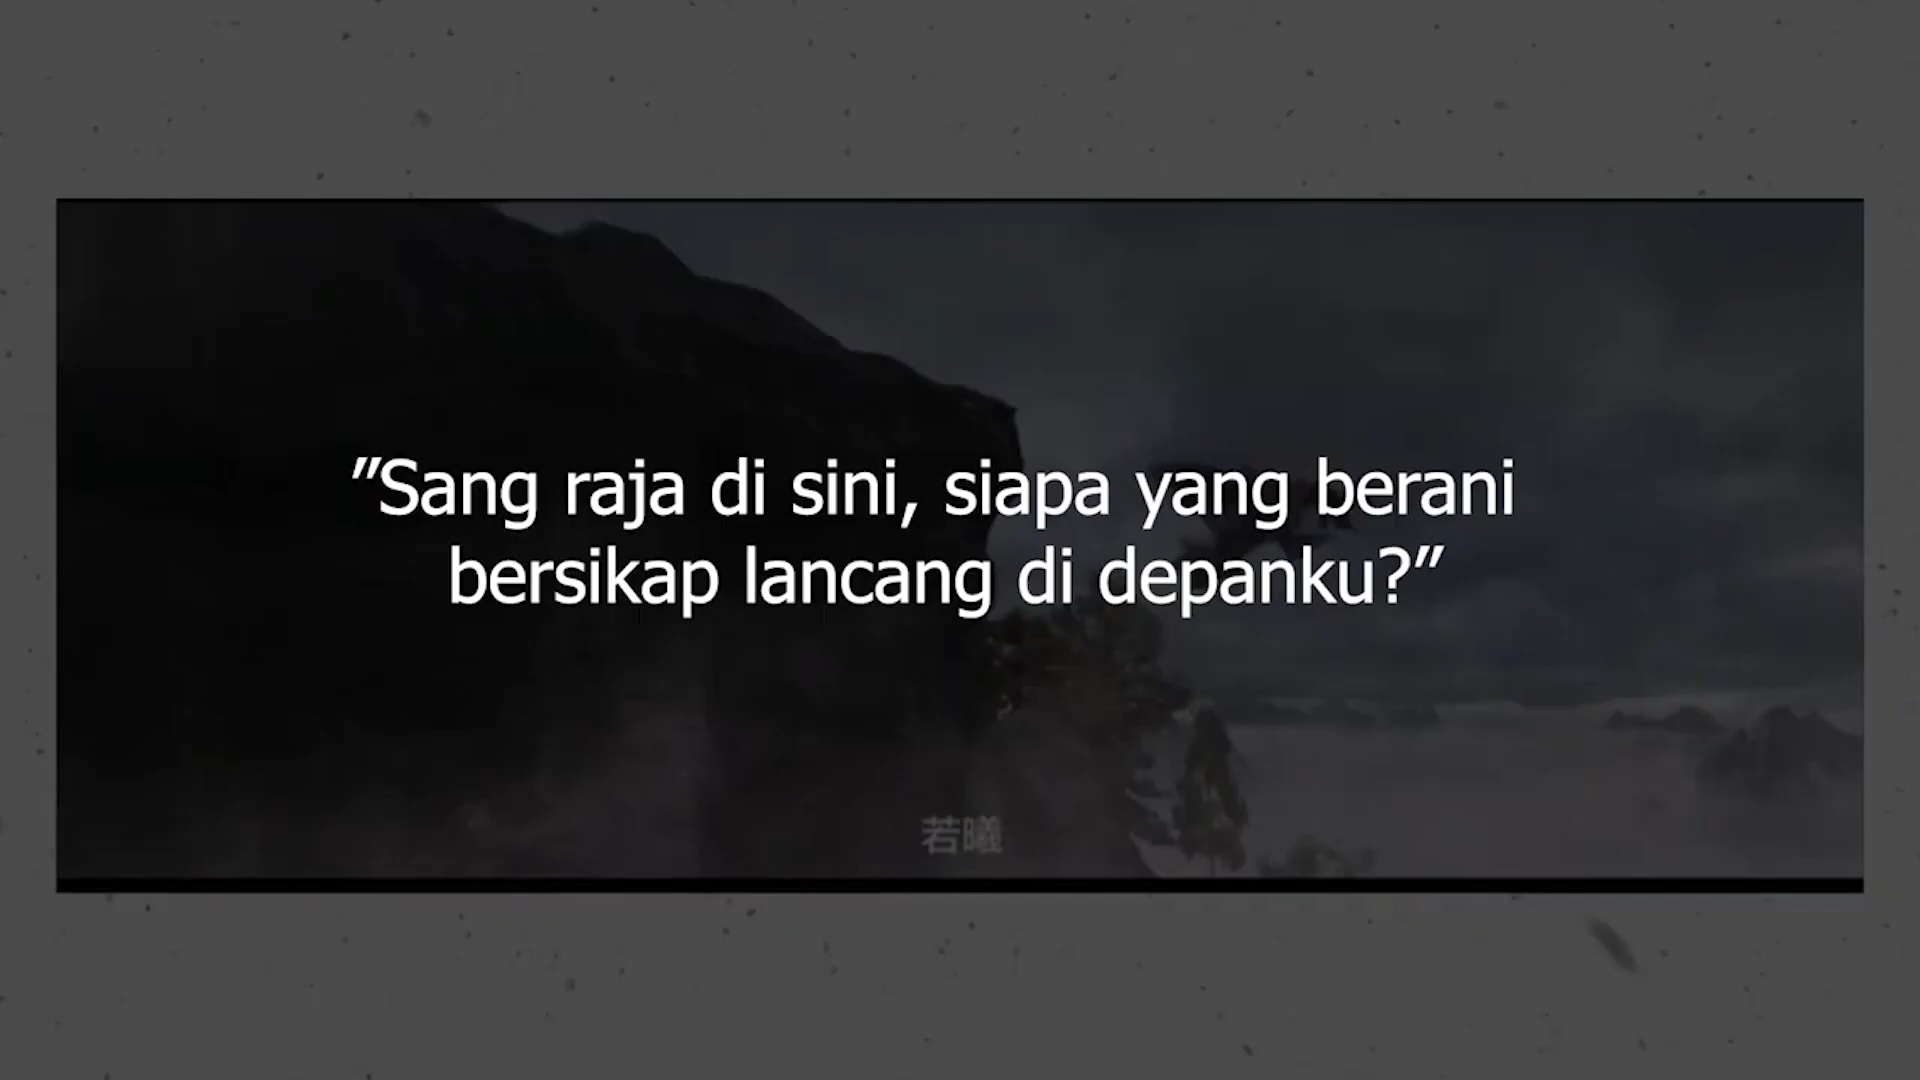 ”Sang raja di sini, siapa yang berani
bersikap lancang di depanku?”
若曦